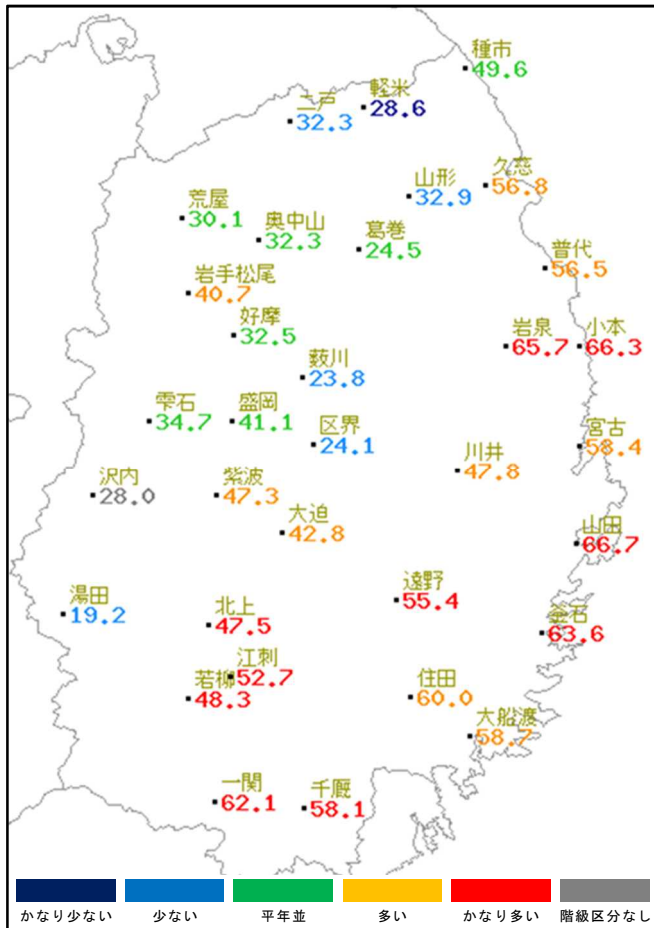 種市
49.6
軽米
28.6
二戸
32.3
久慈
56.8
山形
32.9
荒屋
30.1
奥中山
32.3
葛巻
24.5
普代
56.5
岩手松尾
40.7
好摩
32.5
岩泉
65.7
小本
66.3
薮川
23.8
雫石
34.7
盛岡
41.1
区界
24.1
宮古
58.4
川井
47.8
沢内
28.0
紫波
47.3
大迫
42.8
山田
66.7
遠野
55.4
湯田
19.2
北上
47.5
釜石
63.6
江刺
52.7
若柳
48.3
住田
60.0
大船渡
58.7
一関
62.1
千厩
58.1
かなり少ない
少ない
平年並
多い
かなり多い
階級区分なし